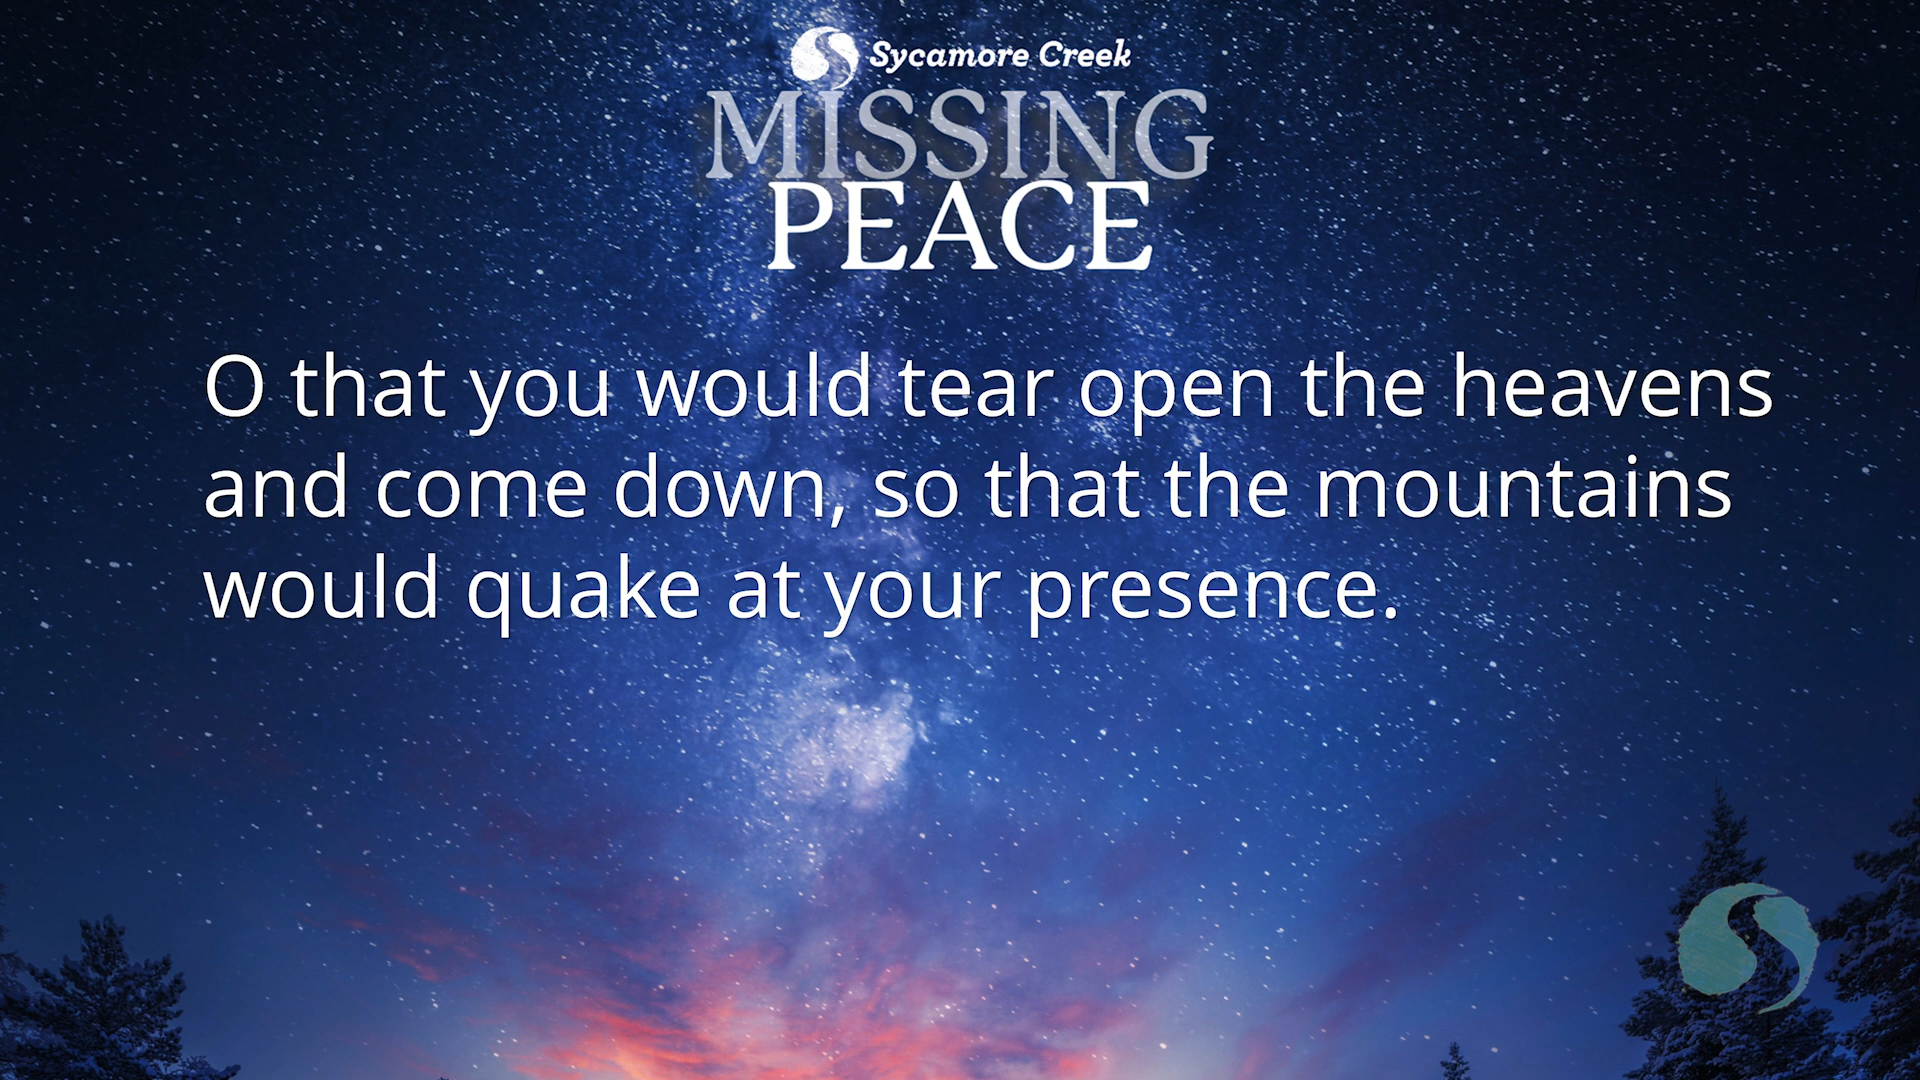 Sycamore Creek
MISSING
PEACE
O that you would tear open the heavens
and come down, so that the mountains
would quake at your presence.